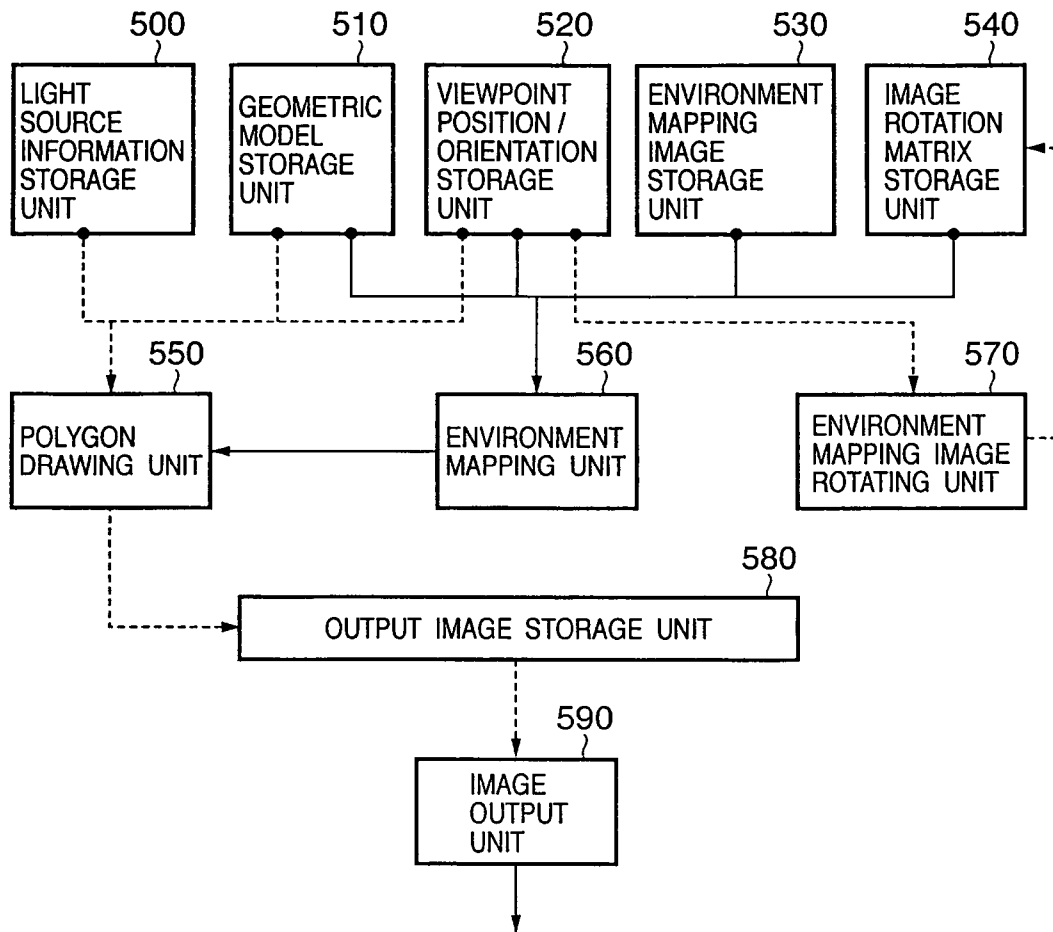 500
510
520
530
540
LIGHT
SOURCE
INFORMATION
STORAGE
UNIT
GEOMETRIC
MODEL
STORAGE
UNIT
VIEWPOINT
POSITION/
ORIENTATION
STORAGE
UNIT
ENVIRONMENT
MAPPING
IMAGE
STORAGE
UNIT
IMAGE
ROTATION
MATRIX
STORAGE
UNIT
550
560
570
POLYGON
DRAWING UNIT
ENVIRONMENT
MAPPING UNIT
ENVIRONMENT
MAPPING IMAGE
ROTATING UNIT
580
OUTPUT IMAGE STORAGE UNIT
590
IMAGE
OUTPUT
UNIT